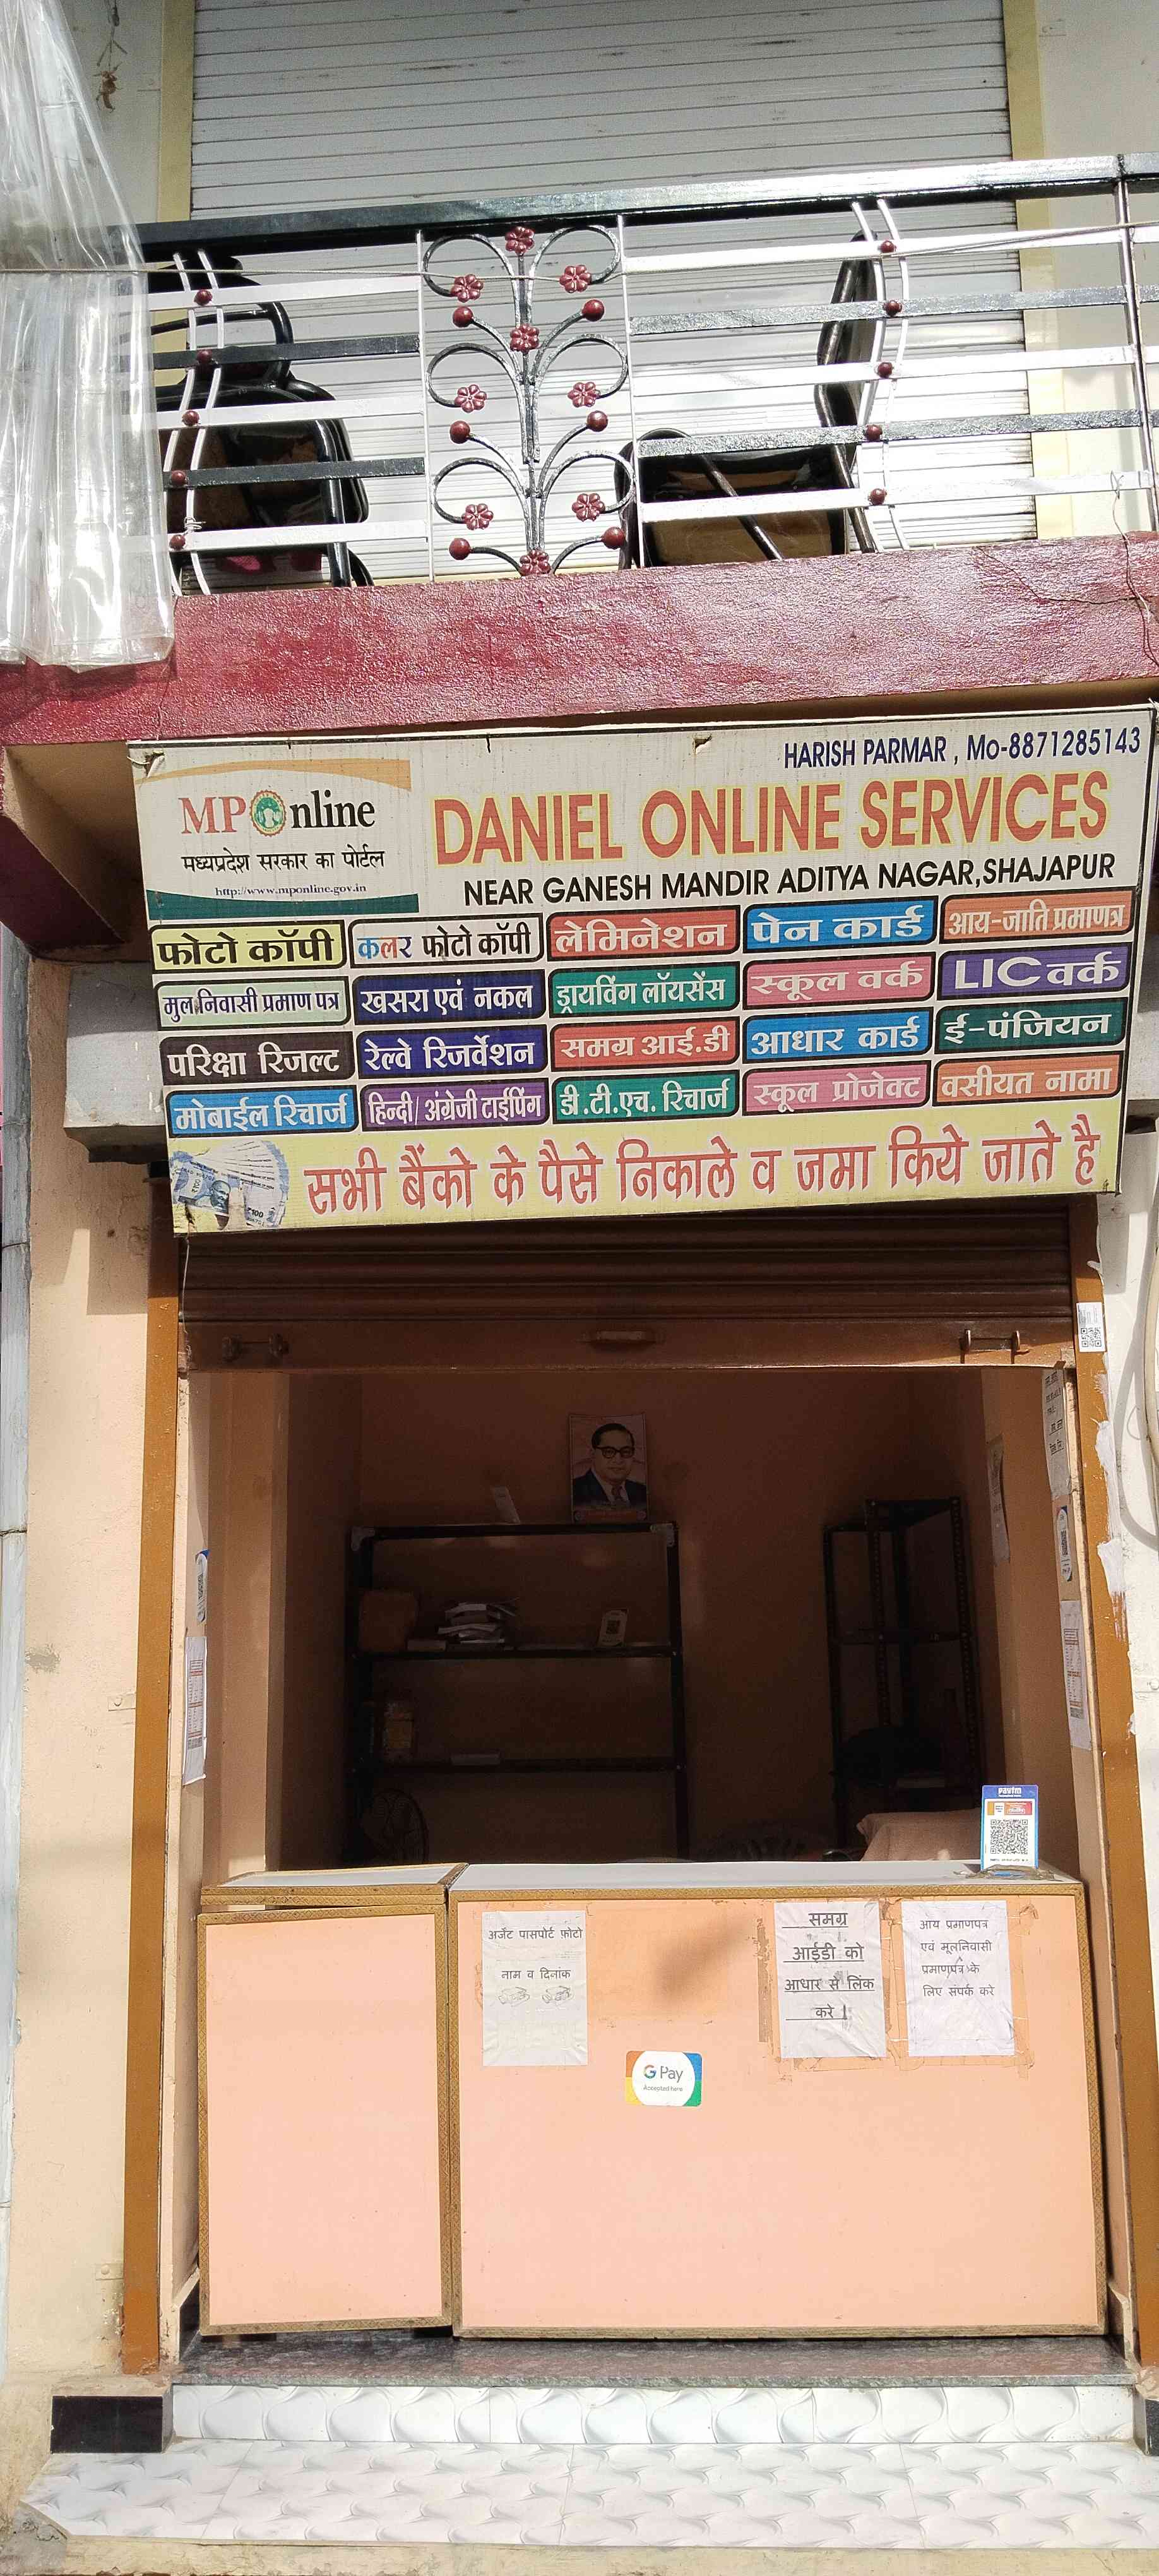 HARISH PARMAR , Mo-8871285143
MPOnline
मध्यप्रदेश सरकार का पोर्टल
http://www.mponline.gov.in
DANIEL ONLINE SERVICES
NEAR GANESH MANDIR ADITYA NAGAR,SHAJAPUR
फोटो कॉपी कलर फोटो कॉपी लेमिनेशन पेन कार्ड आय-जाति प्रमाणत्र
मुल निवासी प्रमाण पत्र खसरा एवं नकल ड्रायविंग लॉयसेंस स्कूल वर्क LIC वर्क
परिक्षा रिजल्ट रेल्वे रिजर्वेशन समग्र आई.डी आधार कार्ड ई-पंजियन
मोबाईल रिचार्ज हिन्दी/ अंग्रेजी टाईपिंग डी.टी.एच. रिचार्ज स्कूल प्रोजेक्ट वसीयत नामा
सभी बैंको के पैसे निकाले व जमा किये जाते है
₹100
paytm
अर्जेंट पासपोर्ट फ़ोटो
नाम व दिनांक
समग्र
आईडी को
आधार से लिंक
करे |
आय प्रमाणपत्र
एवं मूलनिवासी
प्रमाणपत्र के
लिए संपर्क करे
G Pay
Accepted here